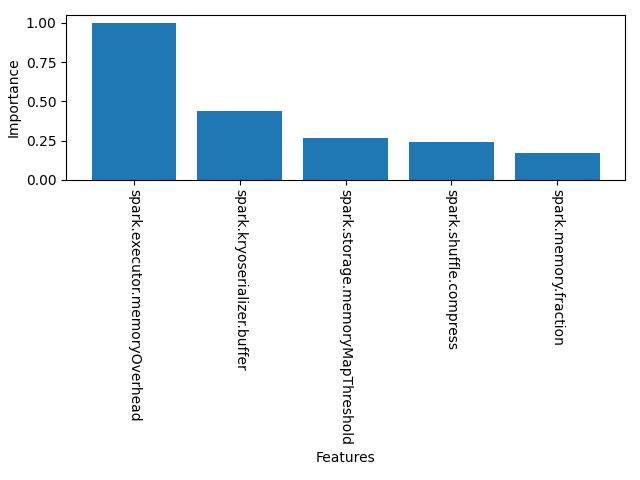 1.00
0.75
0.50
0.25
0.00
Importance
spark.executor.memoryOverhead
spark.kryoserializer.buffer
spark.storage.memoryMapThreshold
spark.shuffle.compress
spark.memory.fraction
Features